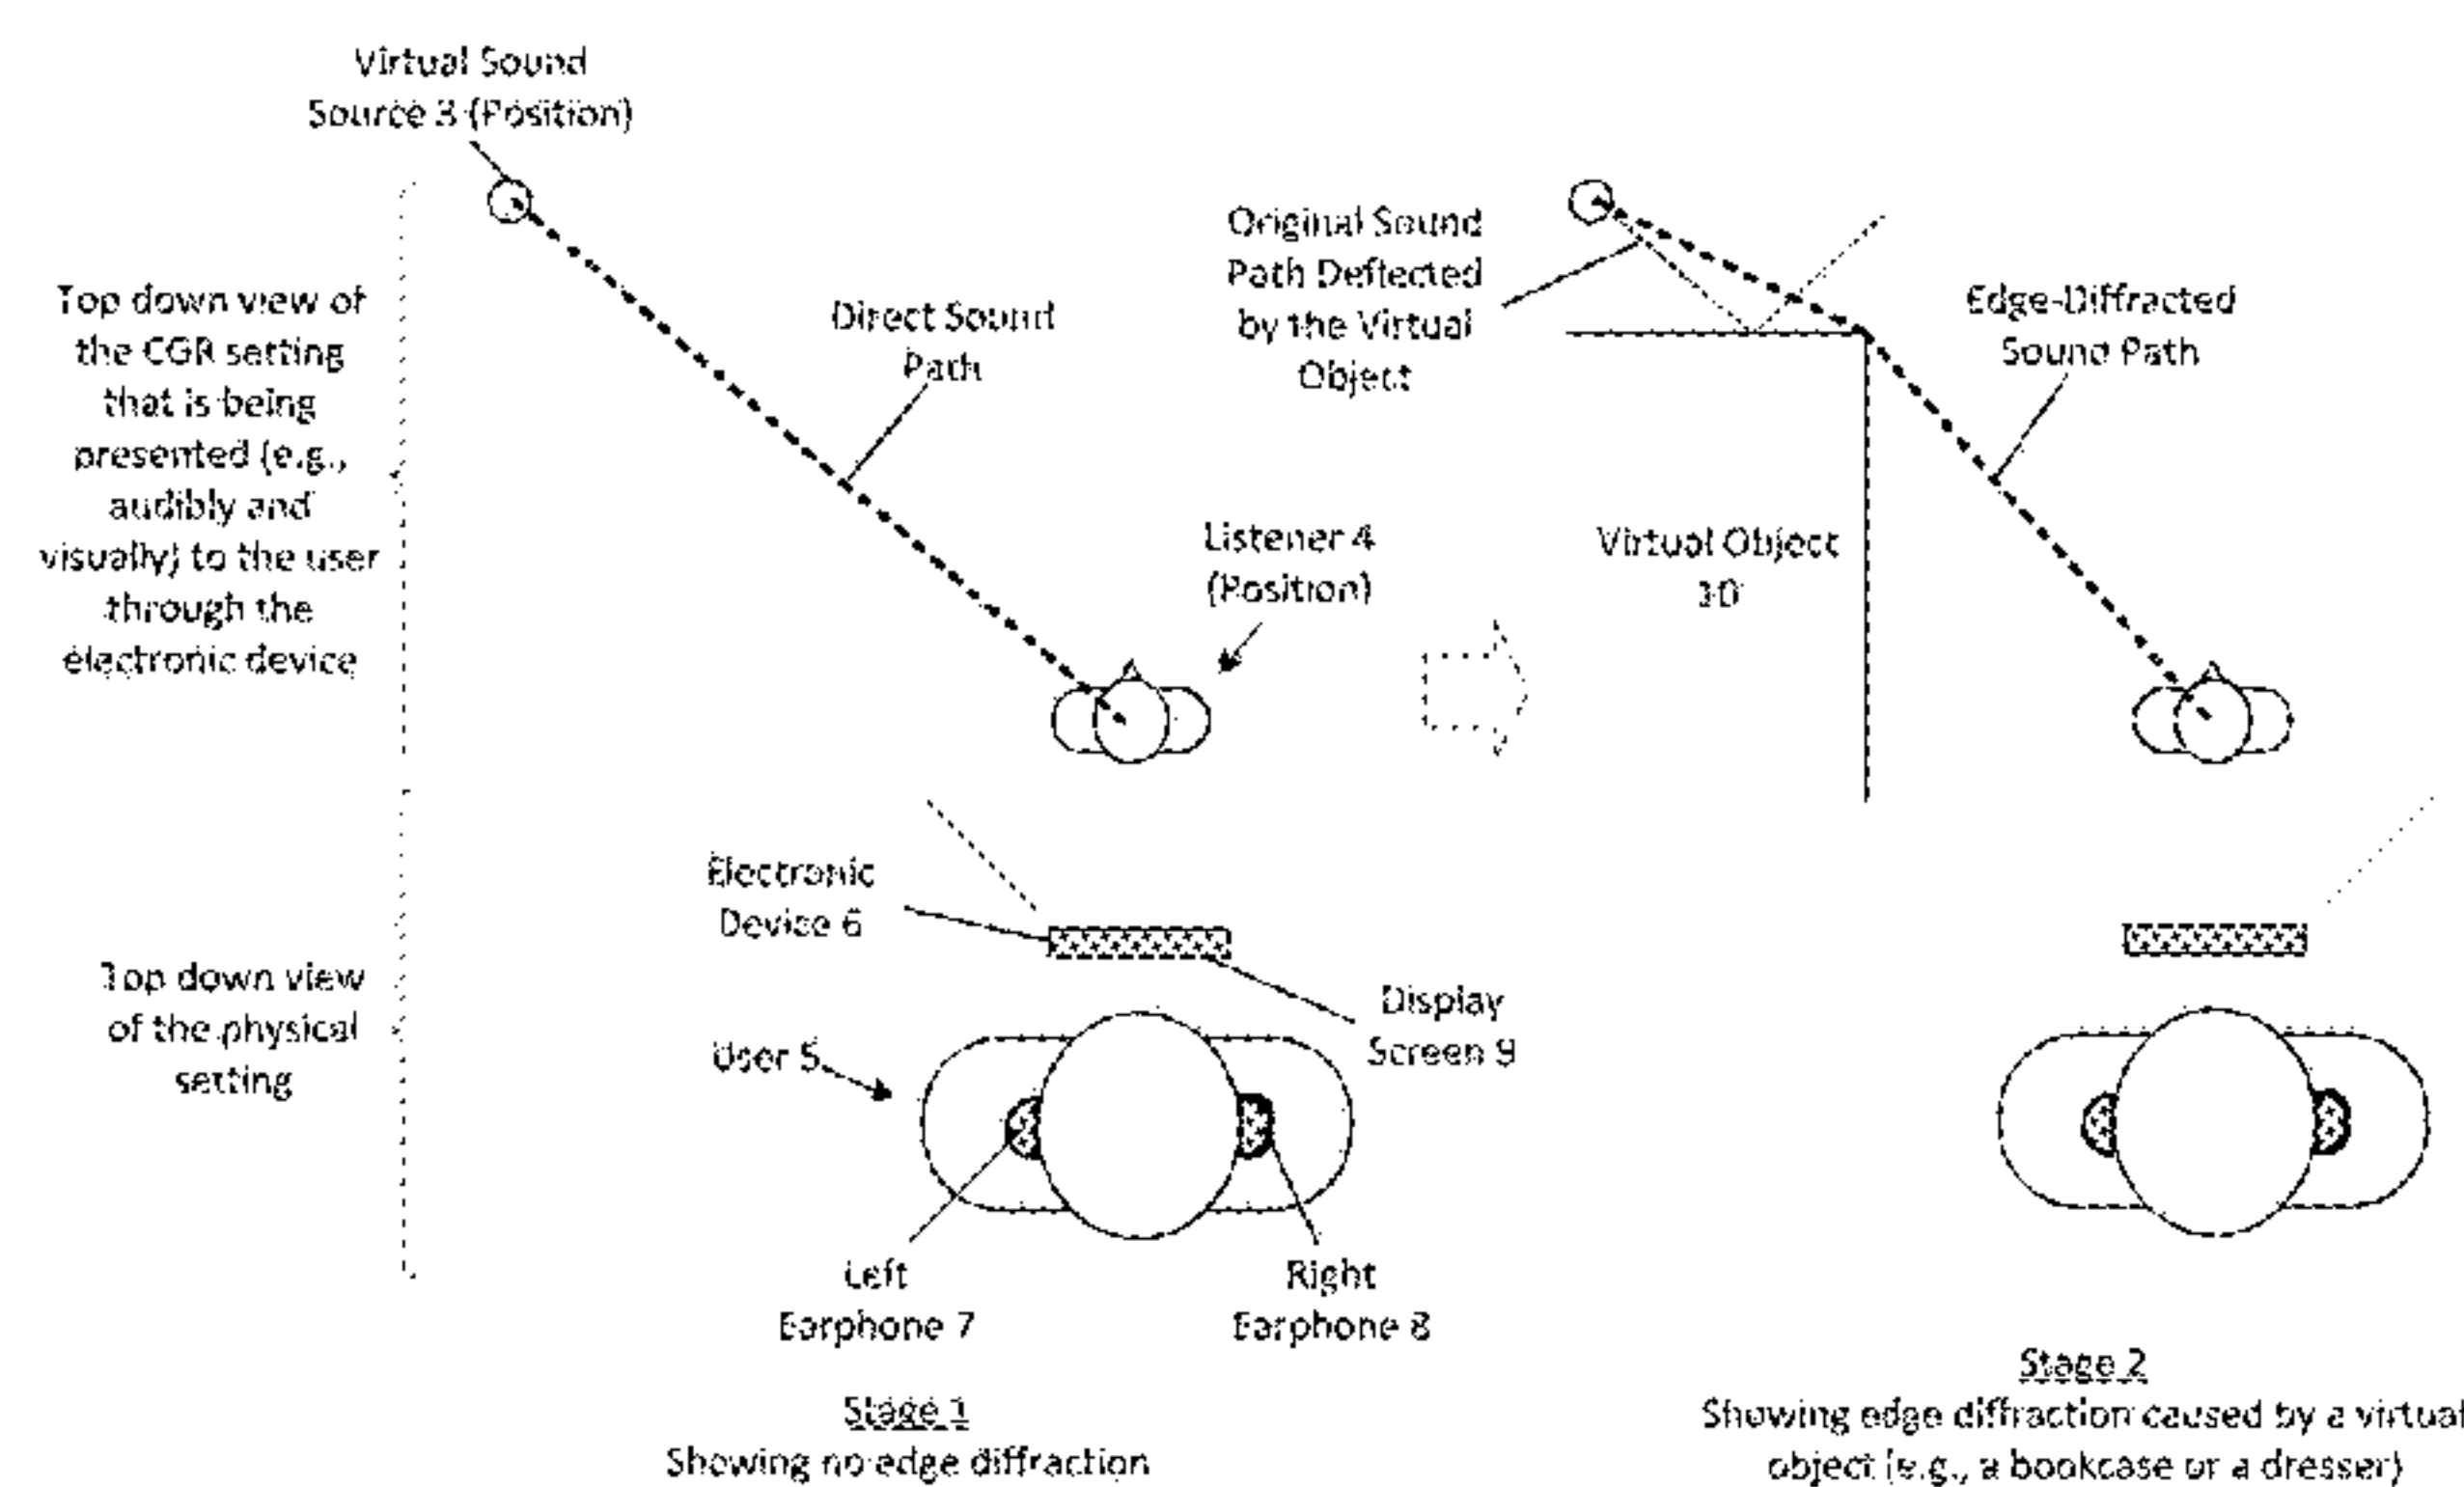 Virtual Sound
Source 3 (Position)
Top down view of
the CGR setting
that is being
presented (e.g.,
audibly and
visually) to the user
through the
electronic device
Direct Sound
Path
Listener 4
(Position)
Original Sound
Path Deflected
by the Virtual
Object
Edge-Diffracted
Sound Path
Virtual Object
10
Top down view
of the physical
setting
Electronic
Device 6
User 5
Display
Screen 9
Left
Earphone 7
Right
Earphone 8
Stage 1
Showing no edge diffraction
Stage 2
Showing edge diffraction caused by a virtual
object (e.g., a bookcase or a dresser)